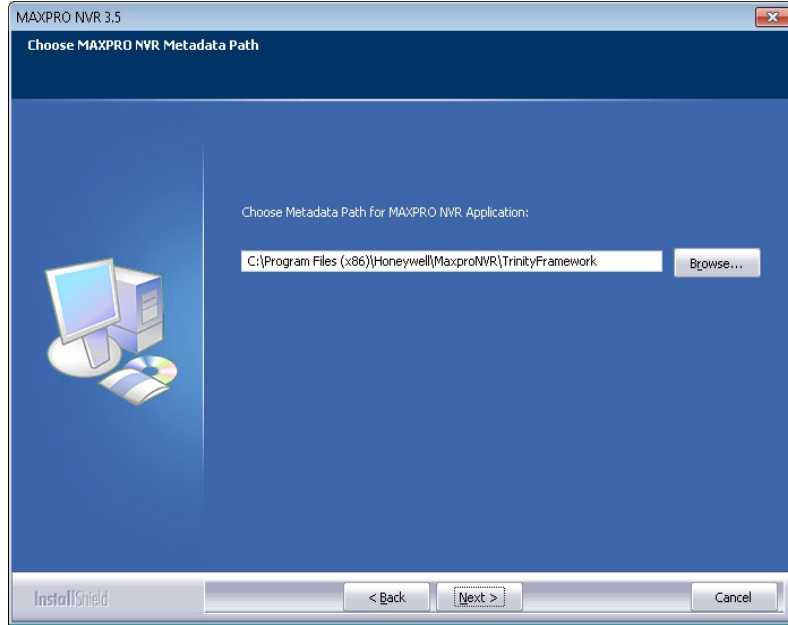 MAXPRO NVR 3.5
Choose MAXPRO NVR Metadata Path
Choose Metadata Path for MAXPRO NVR Application:
C:\Program Files (x86)\Honeywell\MaxproNVR\TrinityFramework
Browse...
InstallShield
< Back
Next >
Cancel